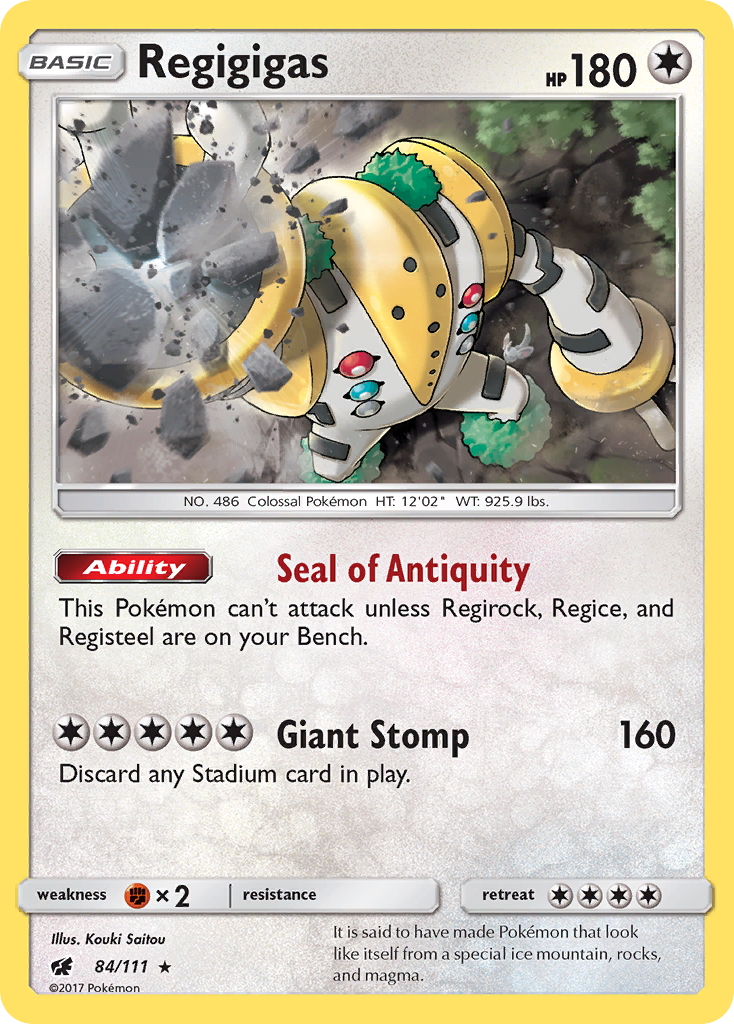 BASIC Regigigas HP 180
NO. 486 Colossal Pokémon HT: 12'02" WT: 925.9 lbs.
Ability Seal of Antiquity
This Pokémon can't attack unless Regirock, Regice, and
Registeel are on your Bench.
Giant Stomp 160
Discard any Stadium card in play.
weakness ×2 resistance retreat
Illus. Kouki Saitou
84/111 ★
©2017 Pokémon
It is said to have made Pokémon that look
like itself from a special ice mountain, rocks,
and magma.